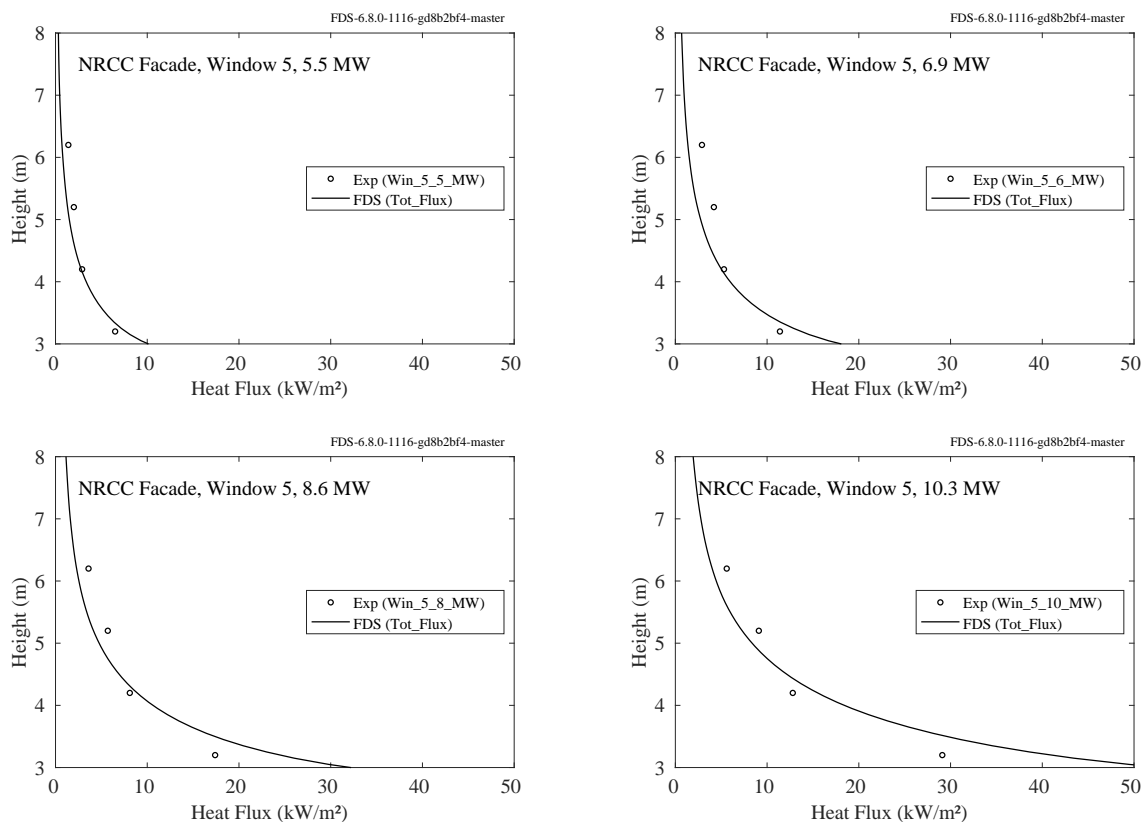 FDS-6.8.0-1116-gd8b2bf4-master
NRCC Facade, Window 5, 5.5 MW
Exp (Win_5_5_MW)
FDS (Tot_Flux)
Height (m)
8
7
6
5
4
3
0 10 20 30 40 50
Heat Flux (kW/m²)
FDS-6.8.0-1116-gd8b2bf4-master
NRCC Facade, Window 5, 6.9 MW
Exp (Win_5_6_MW)
FDS (Tot_Flux)
Height (m)
8
7
6
5
4
3
0 10 20 30 40 50
Heat Flux (kW/m²)
FDS-6.8.0-1116-gd8b2bf4-master
NRCC Facade, Window 5, 8.6 MW
Exp (Win_5_8_MW)
FDS (Tot_Flux)
Height (m)
8
7
6
5
4
3
0 10 20 30 40 50
Heat Flux (kW/m²)
FDS-6.8.0-1116-gd8b2bf4-master
NRCC Facade, Window 5, 10.3 MW
Exp (Win_5_10_MW)
FDS (Tot_Flux)
Height (m)
8
7
6
5
4
3
0 10 20 30 40 50
Heat Flux (kW/m²)